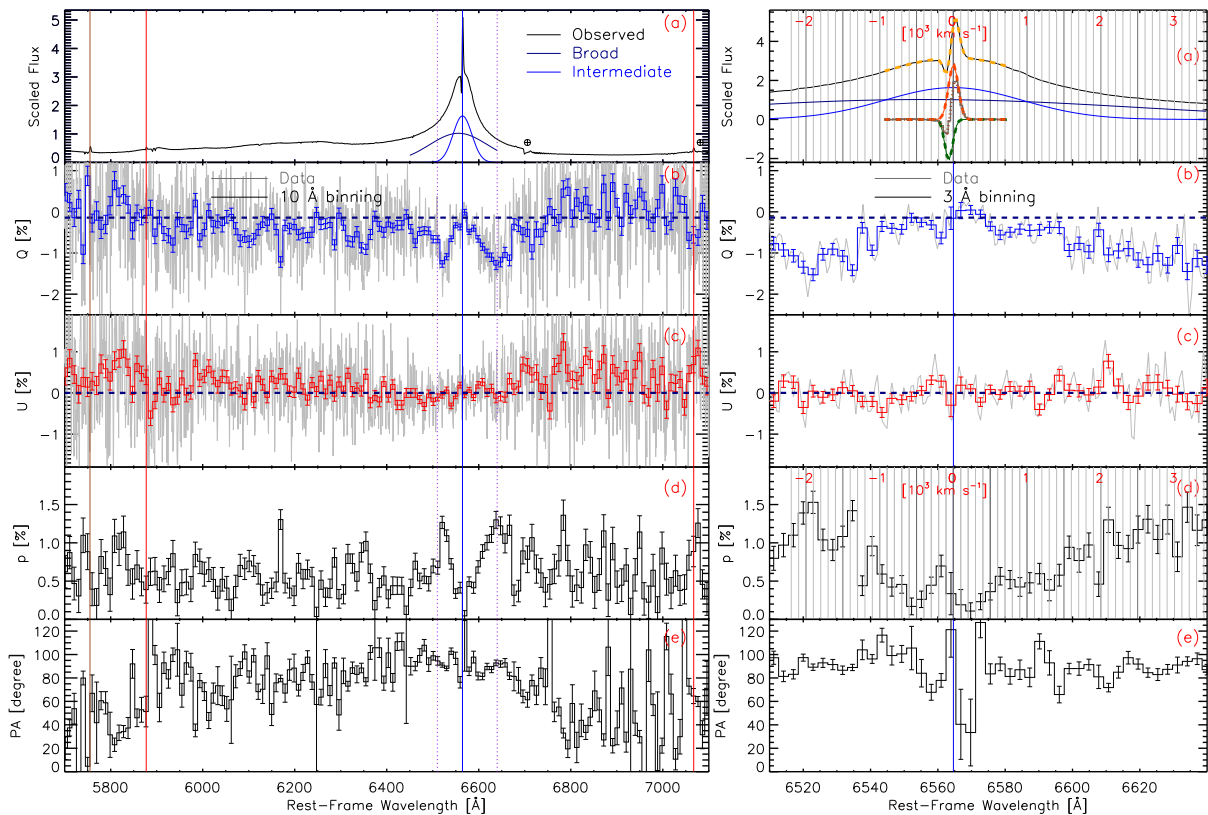 (a)
Observed
Broad
Intermediate
Scaled Flux
5
4
3
2
1
0
(b)
Data
10 Å binning
Q [%]
1
0
−1
−2
(c)
U [%]
1
0
−1
(d)
p [%]
1.5
1.0
0.5
0.0
(e)
PA [degree]
120
100
80
60
40
20
0
5800 6000 6200 6400 6600 6800 7000
Rest−Frame Wavelength [Å]
−2 −1 0 1 2 3
[10³ km s⁻¹]
(a)
Scaled Flux
4
2
0
−2
(b)
Data
3 Å binning
Q [%]
1
0
−1
−2
(c)
U [%]
1
0
−1
−2 −1 0 1 2 3
[10³ km s⁻¹]
(d)
p [%]
1.5
1.0
0.5
0.0
(e)
PA [degree]
120
100
80
60
40
20
0
6520 6540 6560 6580 6600 6620
Rest−Frame Wavelength [Å]